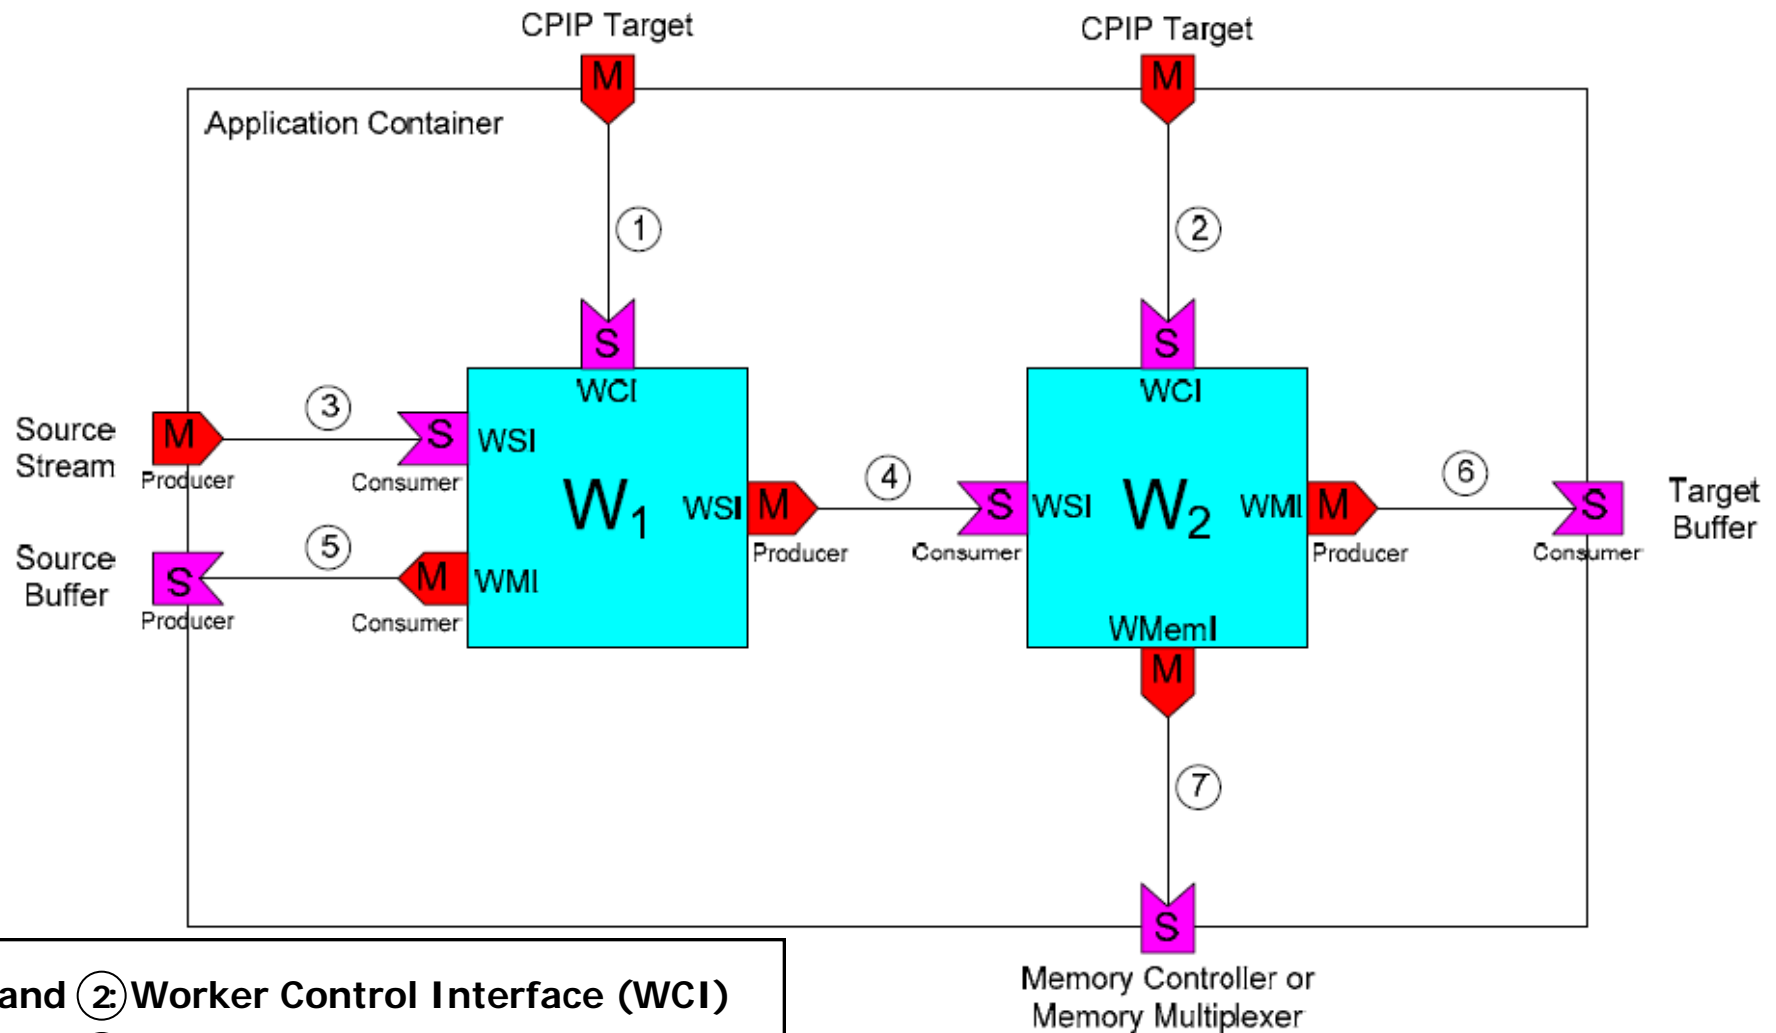 CPIP Target
CPIP Target
M
M
Application Container
1
2
S
S
WCI
WCI
3
Source
Stream
M
S
WSI
Producer
Consumer
W1
W2
4
6
WSI
M
S
WSI
WMI
M
S
Target
Buffer
Producer
Consumer
Producer
Consumer
5
Source
Buffer
S
M
WMI
Producer
Consumer
WMemI
M
7
S
Memory Controller or
Memory Multiplexer
and 2: Worker Control Interface (WCI)